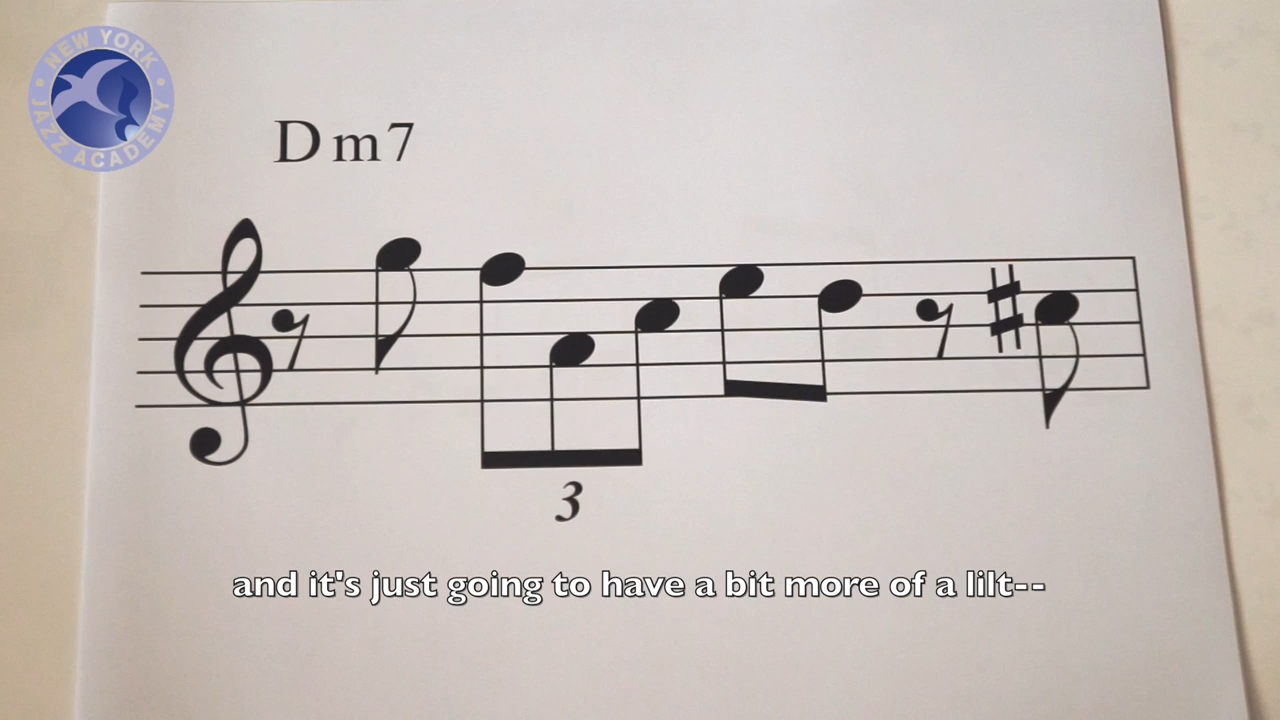 NEW YORK
JAZZ ACADEMY
Dm7
3
and it's just going to have a bit more of a lilt--